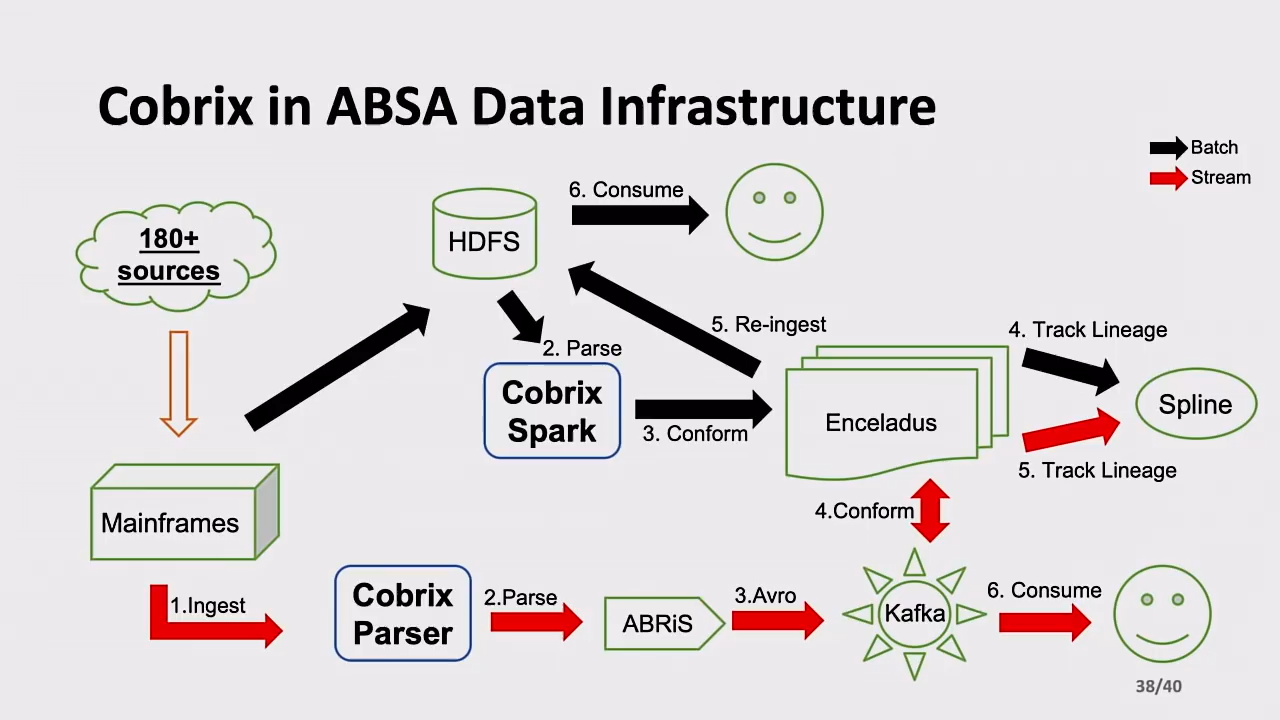 Cobrix in ABSA Data Infrastructure
Batch
Stream
180+
sources
HDFS
6. Consume
2. Parse
5. Re-ingest
Cobrix
Spark
3. Conform
Enceladus
4. Track Lineage
Spline
5. Track Lineage
Mainframes
4.Conform
1.Ingest
Cobrix
Parser
2.Parse
ABRiS
3.Avro
Kafka
6. Consume
38/40